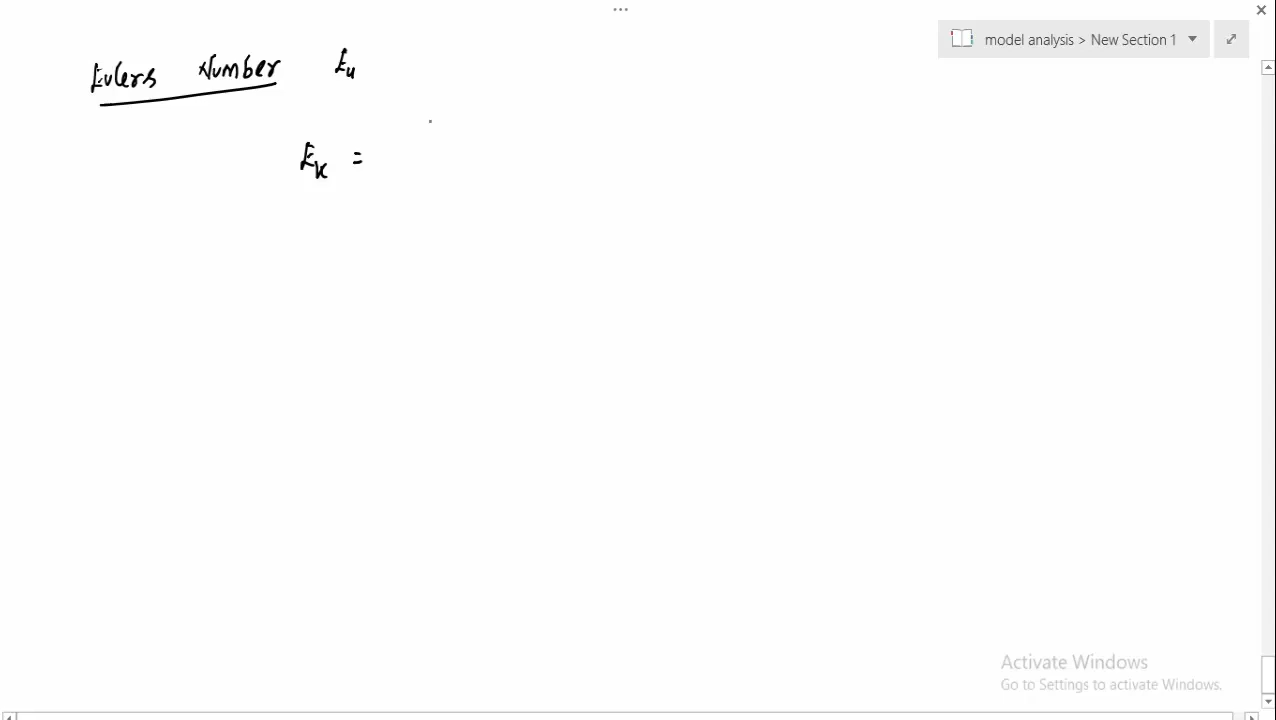 ...
model analysis > New Section 1
Eulers Number Eu
Eu =
Activate Windows
Go to Settings to activate Windows.